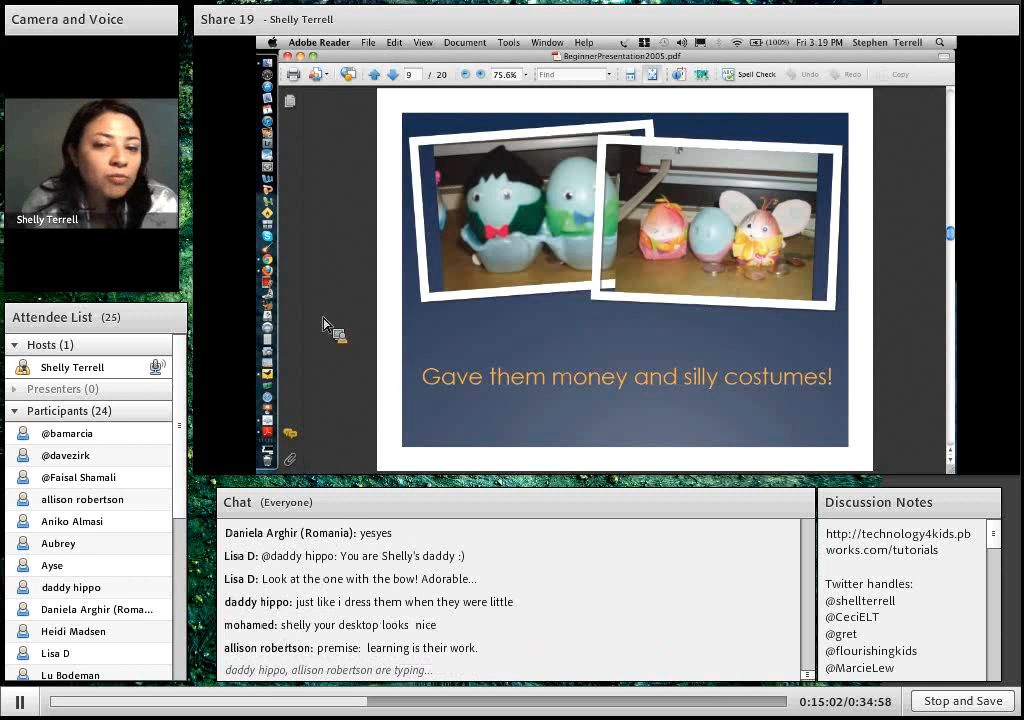 Camera and Voice
Shelly Terrell
Attendee List (25)
Hosts (1)
Shelly Terrell
Presenters (0)
Participants (24)
@bamarcia
@davezirk
@Faisal Shamali
allison robertson
Aniko Almasi
Aubrey
Ayse
daddy hippo
Daniela Arghir (Roma...
Heidi Madsen
Lisa D
Lu Bodeman
Share 19 - Shelly Terrell
Adobe Reader File Edit View Document Tools Window Help (100%) Fri 3:19 PM Stephen Terrell
BeginnerPresentation2005.pdf
9 / 20 75.6% Find Spell Check Undo Redo Copy
Gave them money and silly costumes!
Chat (Everyone)
Daniela Arghir (Romania): yesyes
Lisa D: @daddy hippo: You are Shelly's daddy :)
Lisa D: Look at the one with the bow! Adorable...
daddy hippo: just like i dress them when they were little
mohamed: shelly your desktop looks nice
allison robertson: premise: learning is their work.
daddy hippo, allison robertson are typing...
Discussion Notes
http://technology4kids.pb
works.com/tutorials
Twitter handles:
@shellterrell
@CeciELT
@gret
@flourishingkids
@MarcieLew
0:15:02/0:34:58
Stop and Save